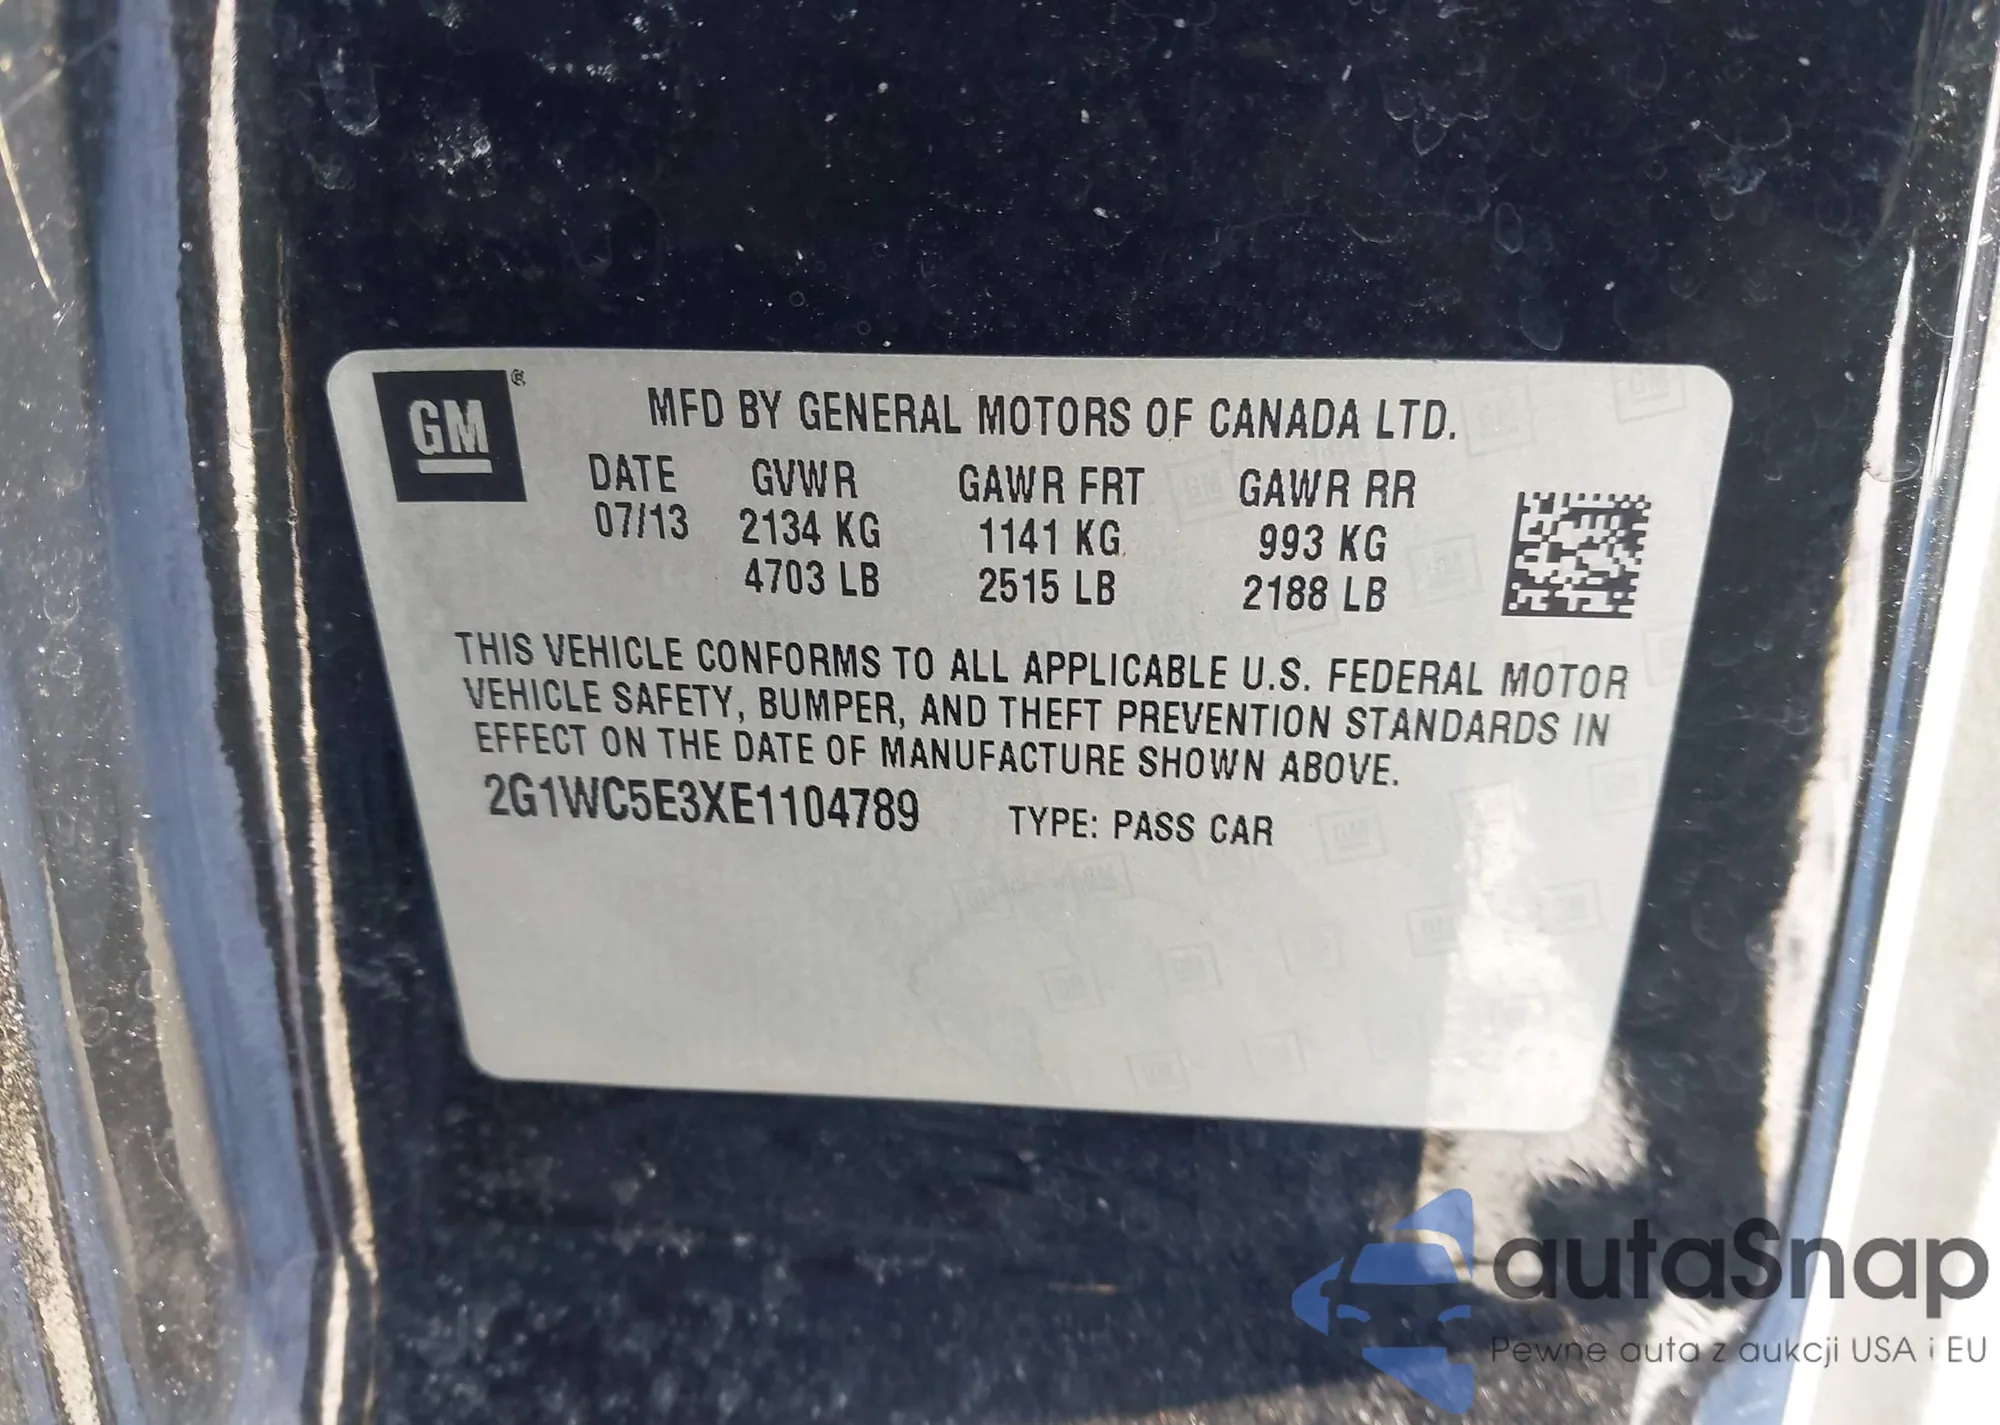 GM ®
MFD BY GENERAL MOTORS OF CANADA LTD.
DATE GVWR GAWR FRT GAWR RR
07/13 2134 KG 1141 KG 993 KG
4703 LB 2515 LB 2188 LB
THIS VEHICLE CONFORMS TO ALL APPLICABLE U.S. FEDERAL MOTOR
VEHICLE SAFETY, BUMPER, AND THEFT PREVENTION STANDARDS IN
EFFECT ON THE DATE OF MANUFACTURE SHOWN ABOVE.
2G1WC5E3XE1104789 TYPE: PASS CAR
autaSnap
Pewne auta z aukcji USA i EU